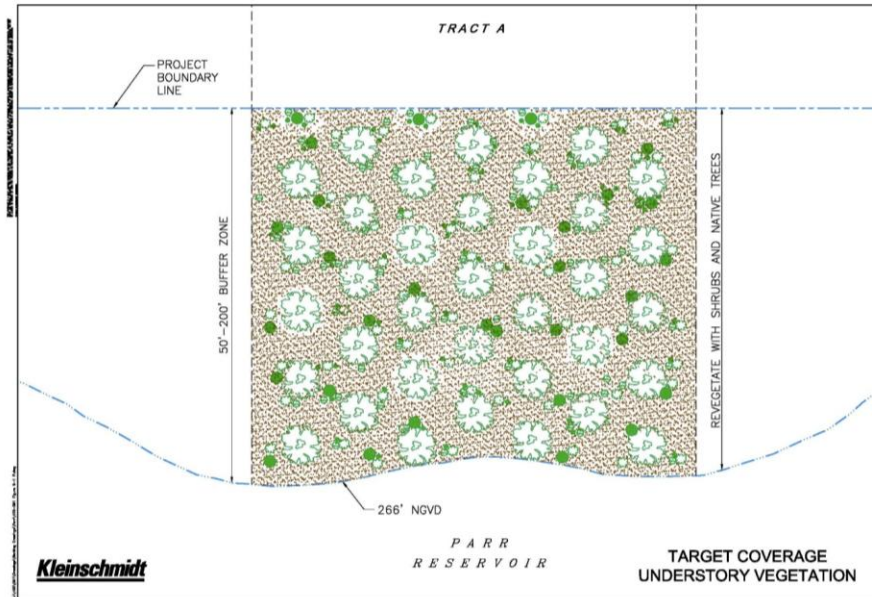 TRACT A
PROJECT
BOUNDARY
LINE
50'-200' BUFFER ZONE
REVEGETATE WITH SHRUBS AND NATIVE TREES
266' NGVD
PARR
RESERVOIR
Kleinschmidt
TARGET COVERAGE
UNDERSTORY VEGETATION